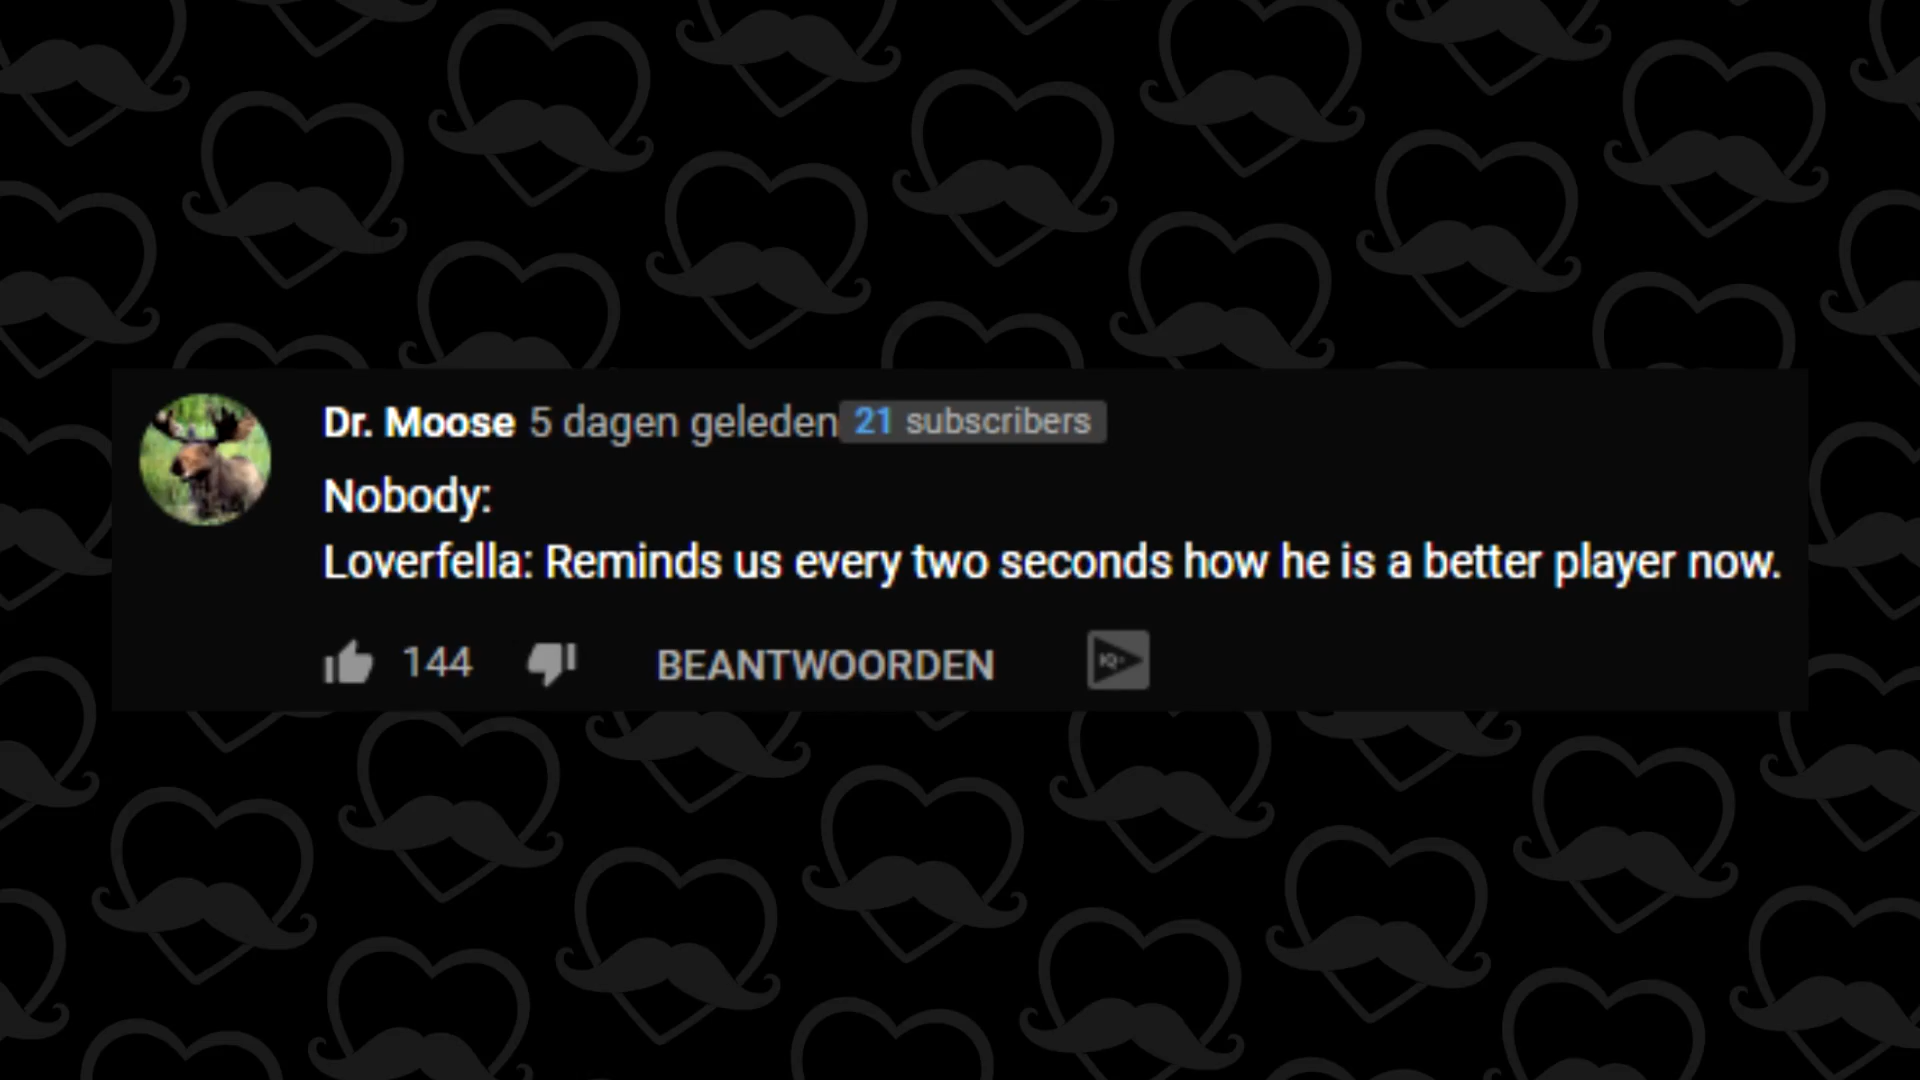 Dr. Moose 5 dagen geleden 21 subscribers
Nobody:
Loverfella: Reminds us every two seconds how he is a better player now.
144 BEANTWOORDEN IQ